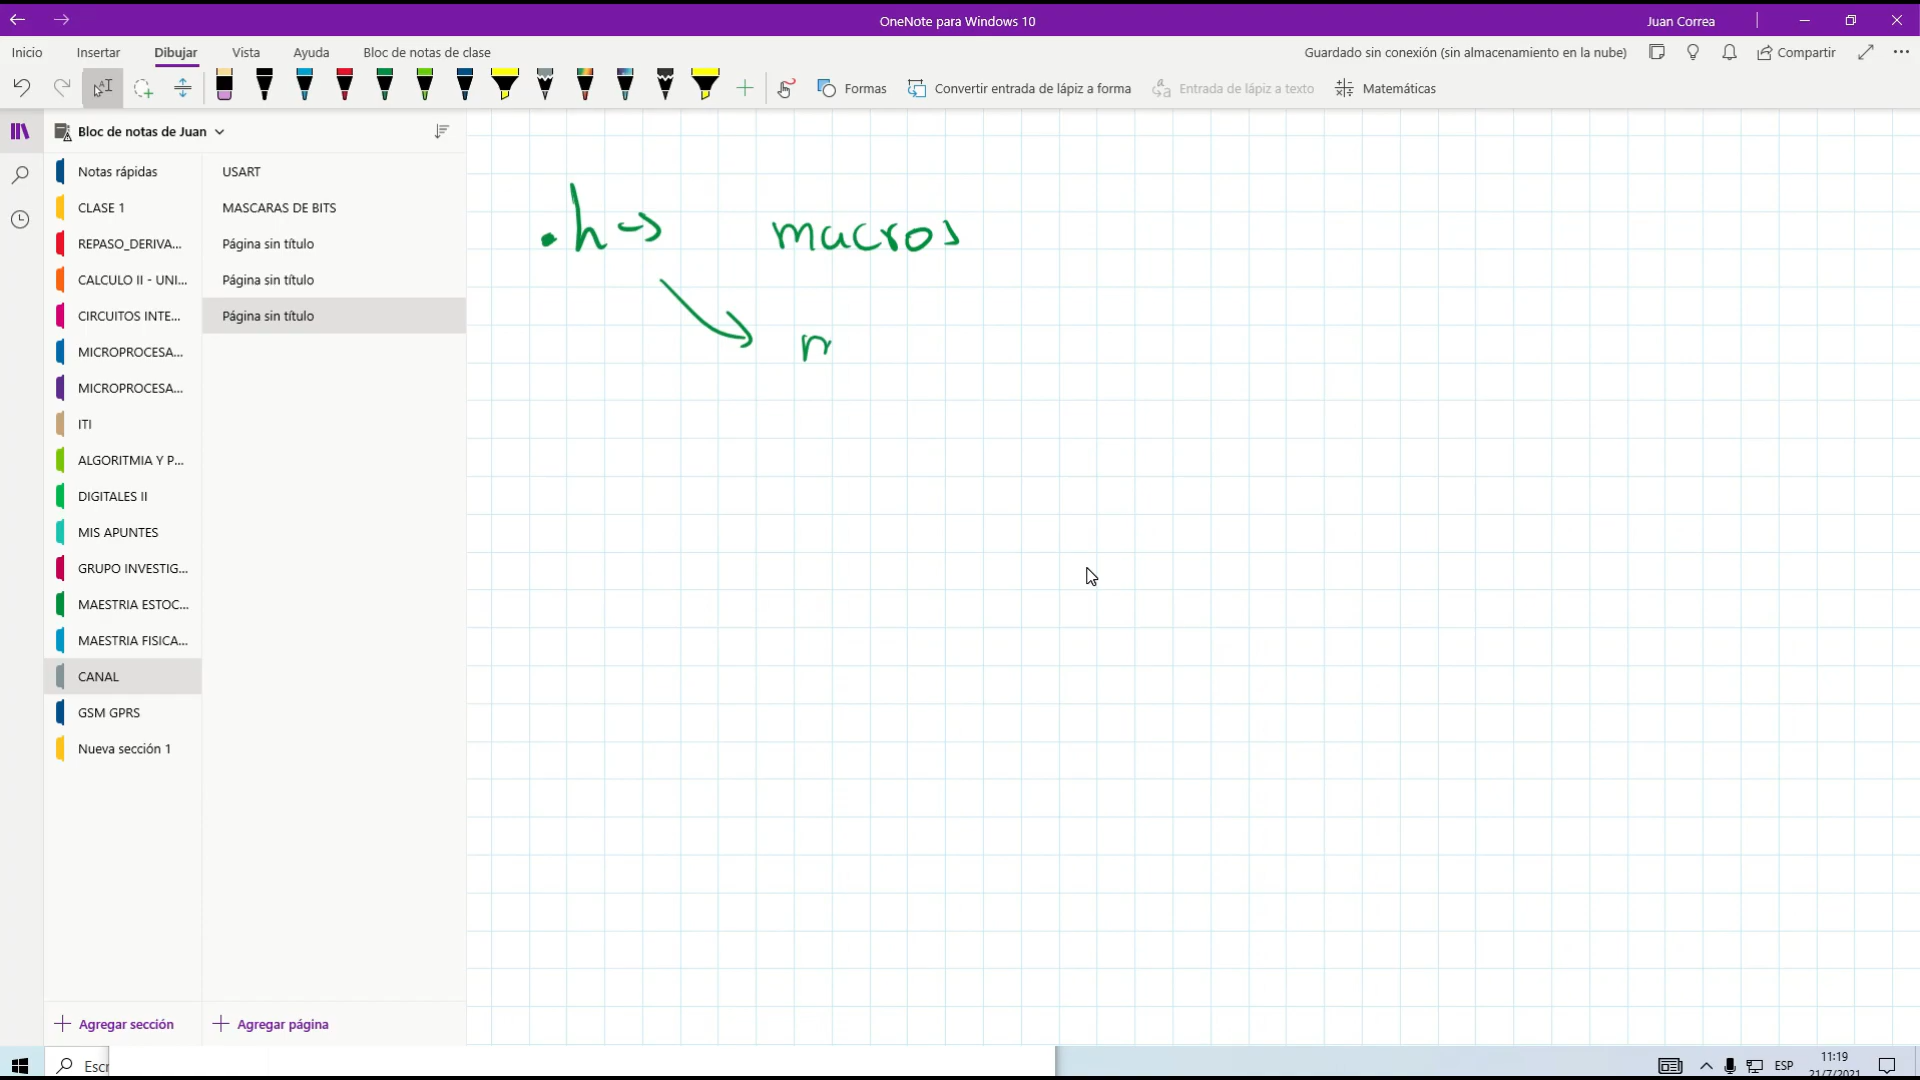 OneNote para Windows 10
Juan Correa
Inicio Insertar Dibujar Vista Ayuda Bloc de notas de clase
Guardado sin conexión (sin almacenamiento en la nube) Compartir
Formas Convertir entrada de lápiz a forma Entrada de lápiz a texto Matemáticas
Bloc de notas de Juan
Notas rápidas
CLASE 1
REPASO_DERIVA...
CALCULO II - UNI...
CIRCUITOS INTE...
MICROPROCESA...
MICROPROCESA...
ITI
ALGORITMIA Y P...
DIGITALES II
MIS APUNTES
GRUPO INVESTIG...
MAESTRIA ESTOC...
MAESTRIA FISICA...
CANAL
GSM GPRS
Nueva sección 1
Agregar sección
USART
MASCARAS DE BITS
Página sin título
Página sin título
Página sin título
Agregar página
.h → macros
Escr
ESP
11:19
21/7/2021